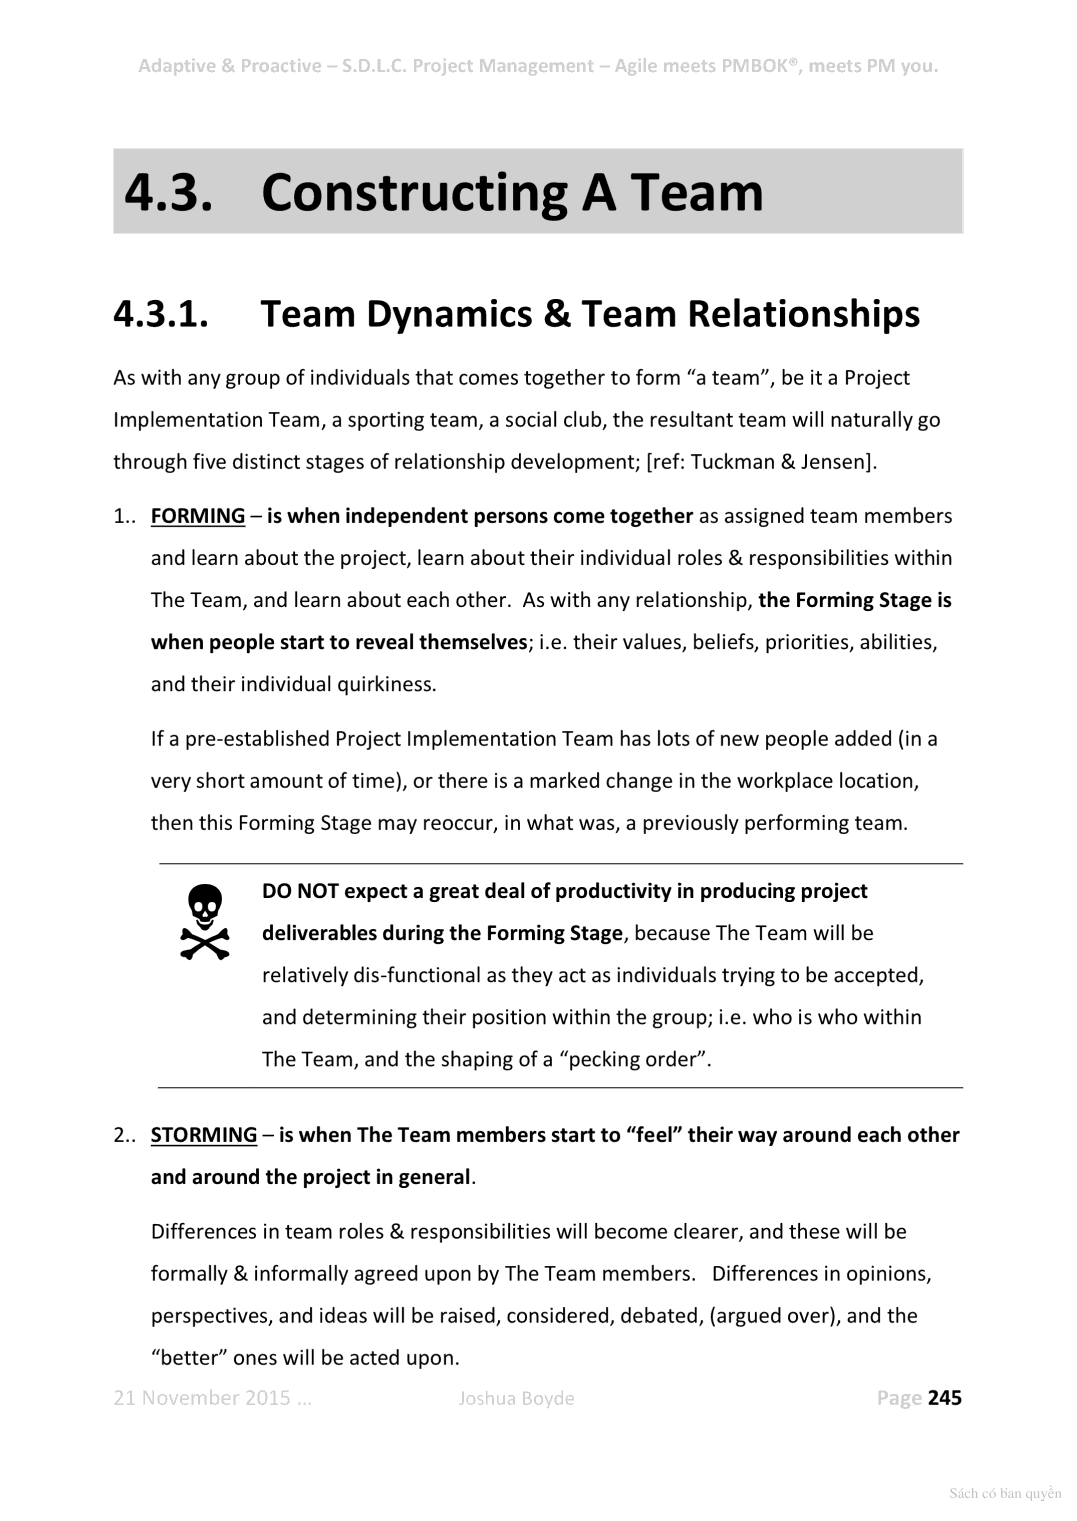 Adaptive & Proactive – S.D.L.C. Project Management – Agile meets PMBOK®, meets PM you.
4.3. Constructing A Team
4.3.1. Team Dynamics & Team Relationships
As with any group of individuals that comes together to form “a team”, be it a Project
Implementation Team, a sporting team, a social club, the resultant team will naturally go
through five distinct stages of relationship development; [ref: Tuckman & Jensen].
1.. FORMING – is when independent persons come together as assigned team members
and learn about the project, learn about their individual roles & responsibilities within
The Team, and learn about each other.  As with any relationship, the Forming Stage is
when people start to reveal themselves; i.e. their values, beliefs, priorities, abilities,
and their individual quirkiness.
If a pre-established Project Implementation Team has lots of new people added (in a
very short amount of time), or there is a marked change in the workplace location,
then this Forming Stage may reoccur, in what was, a previously performing team.
DO NOT expect a great deal of productivity in producing project
deliverables during the Forming Stage, because The Team will be
relatively dis-functional as they act as individuals trying to be accepted,
and determining their position within the group; i.e. who is who within
The Team, and the shaping of a “pecking order”.
2.. STORMING – is when The Team members start to “feel” their way around each other
and around the project in general.
Differences in team roles & responsibilities will become clearer, and these will be
formally & informally agreed upon by The Team members.   Differences in opinions,
perspectives, and ideas will be raised, considered, debated, (argued over), and the
“better” ones will be acted upon.
21 November 2015 … Joshua Boyde Page 245
Sách có bản quyền